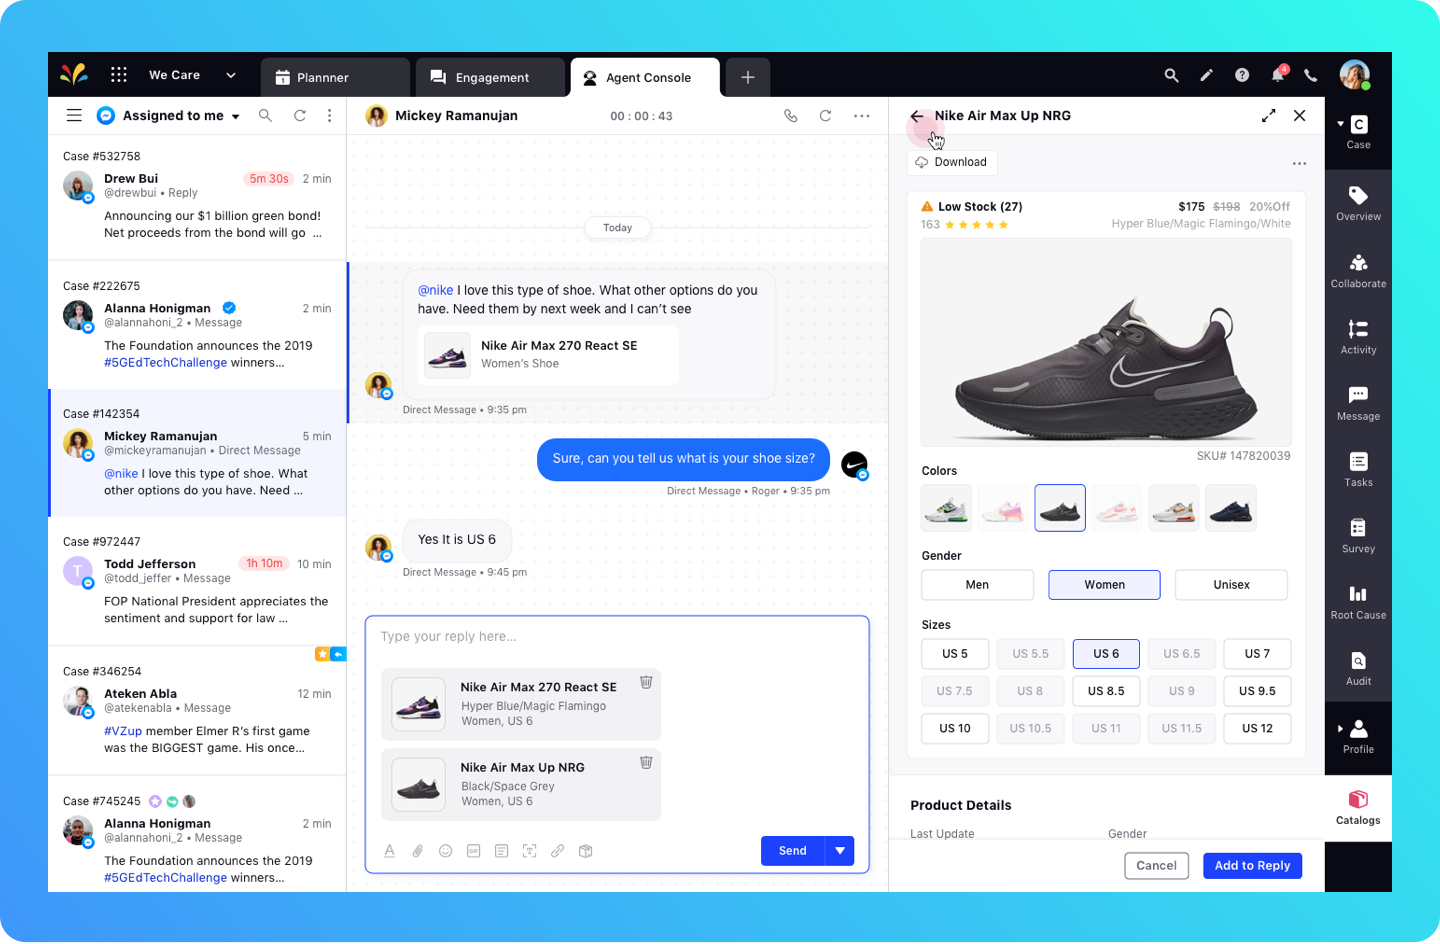 We Care
Plannner
Engagement
Agent Console
4
Assigned to me
Case #532758
Drew Bui
5m 30s
2 min
@drewbui • Reply
Announcing our $1 billion green bond!
Net proceeds from the bond will go ...
Case #222675
Alanna Honigman
2 min
@alannahoni_2 • Message
The Foundation announces the 2019
#5GEdTechChallenge winners...
Case #142354
Mickey Ramanujan
5 min
@mickeyramanujan • Direct Message
@nike I love this type of shoe. What
other options do you have. Need ...
Case #972447
T
Todd Jefferson
1h 10m
10 min
@todd_jeffer • Message
FOP National President appreciates the
sentiment and support for law ...
Case #346254
Ateken Abla
12 min
@atekenabla • Message
#VZup member Elmer R's first game
was the BIGGEST game. His once...
Case #745245
Alanna Honigman
2 min
@alannahoni_2 • Message
The Foundation announces the 2019
#5GEdTechChallenge winners...
Mickey Ramanujan
00 : 00 : 43
Today
@nike I love this type of shoe. What other options do you
have. Need them by next week and I can't see
Nike Air Max 270 React SE
Women's Shoe
Direct Message • 9:35 pm
Sure, can you tell us what is your shoe size?
Direct Message • Roger • 9:35 pm
Yes It is US 6
Direct Message • 9:45 pm
Type your reply here...
Nike Air Max 270 React SE
Hyper Blue/Magic Flamingo
Women, US 6
Nike Air Max Up NRG
Black/Space Grey
Women, US 6
A
GIF
Send
Nike Air Max Up NRG
Download
Low Stock (27)
$175 $198 20%Off
163
Hyper Blue/Magic Flamingo/White
SKU# 147820039
Colors
Gender
Men
Women
Unisex
Sizes
US 5
US 5.5
US 6
US 6.5
US 7
US 7.5
US 8
US 8.5
US 9
US 9.5
US 10
US 10.5
US 11
US 11.5
US 12
Product Details
Last Update
Gender
Cancel
Add to Reply
C
Case
Overview
Collaborate
Activity
Message
Tasks
Survey
Root Cause
Audit
Profile
Catalogs